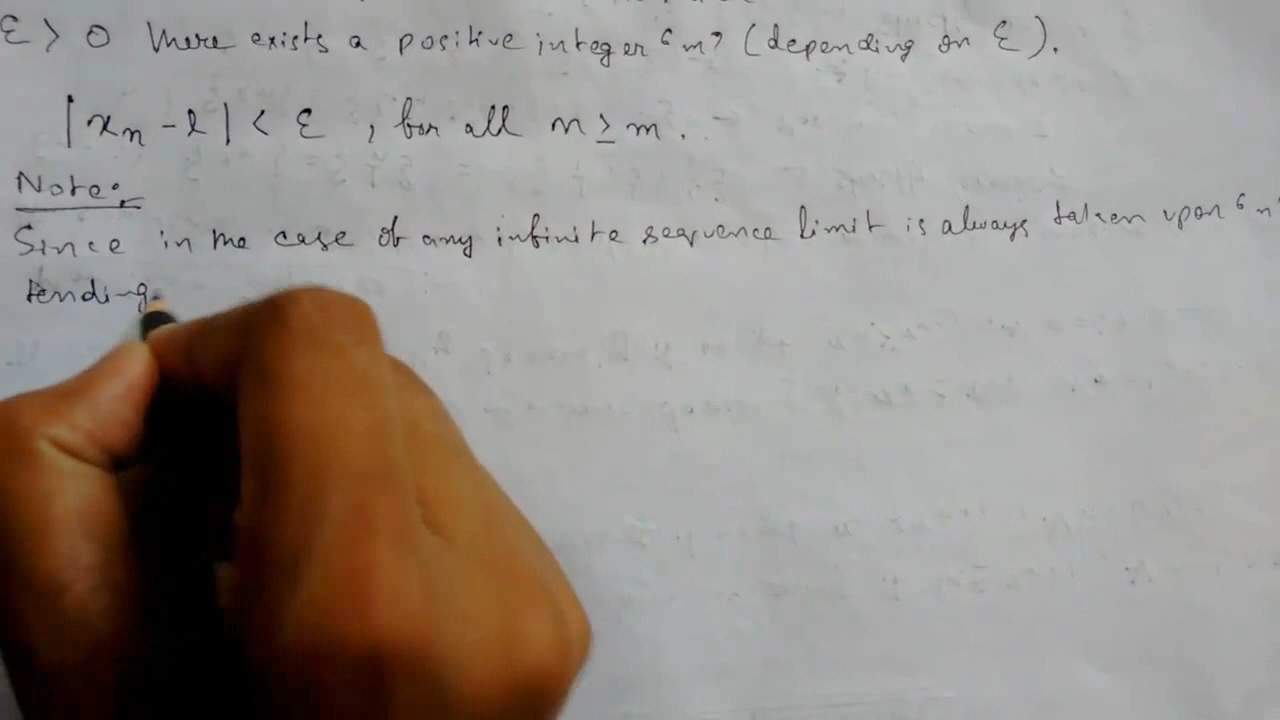 ε > 0 there exists a positive integer 'm' (depending on ε).
|xₙ - l| < ε , for all n ≥ m.
Note:
Since in the case of any infinite sequence limit is always taken upon 'n'
tending